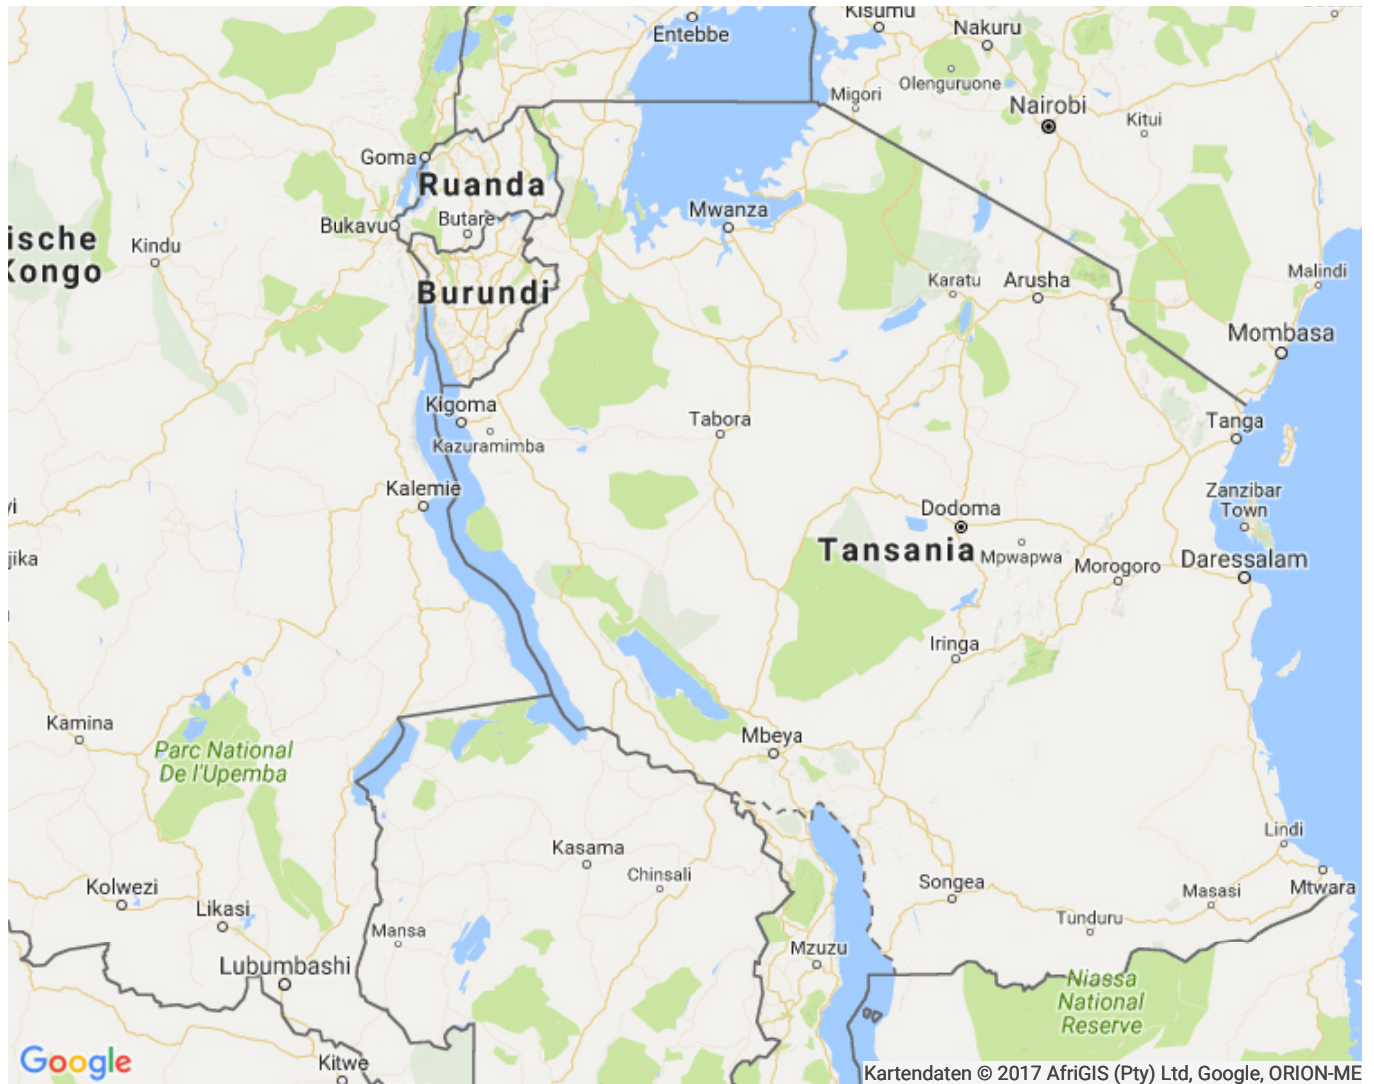 Kisumu
Entebbe
Nakuru
Olenguruone
Migori
Nairobi
Kitui
Goma
Ruanda
Butare
Bukavu
Mwanza
ische
Kongo
Kindu
Malindi
Karatu
Arusha
Burundi
Mombasa
Kigoma
Tabora
Tanga
Kazuramimba
Kalemie
Zanzibar
Town
yi
Dodoma
Tansania
Mpwapwa
Morogoro
Daressalam
jika
Iringa
Kamina
Mbeya
Parc National
De l'Upemba
Lindi
Kasama
Chinsali
Kolwezi
Songea
Masasi
Mtwara
Likasi
Tunduru
Mansa
Mzuzu
Lubumbashi
Niassa
National
Reserve
Google
Kitwe
Kartendaten © 2017 AfriGIS (Pty) Ltd, Google, ORION-ME